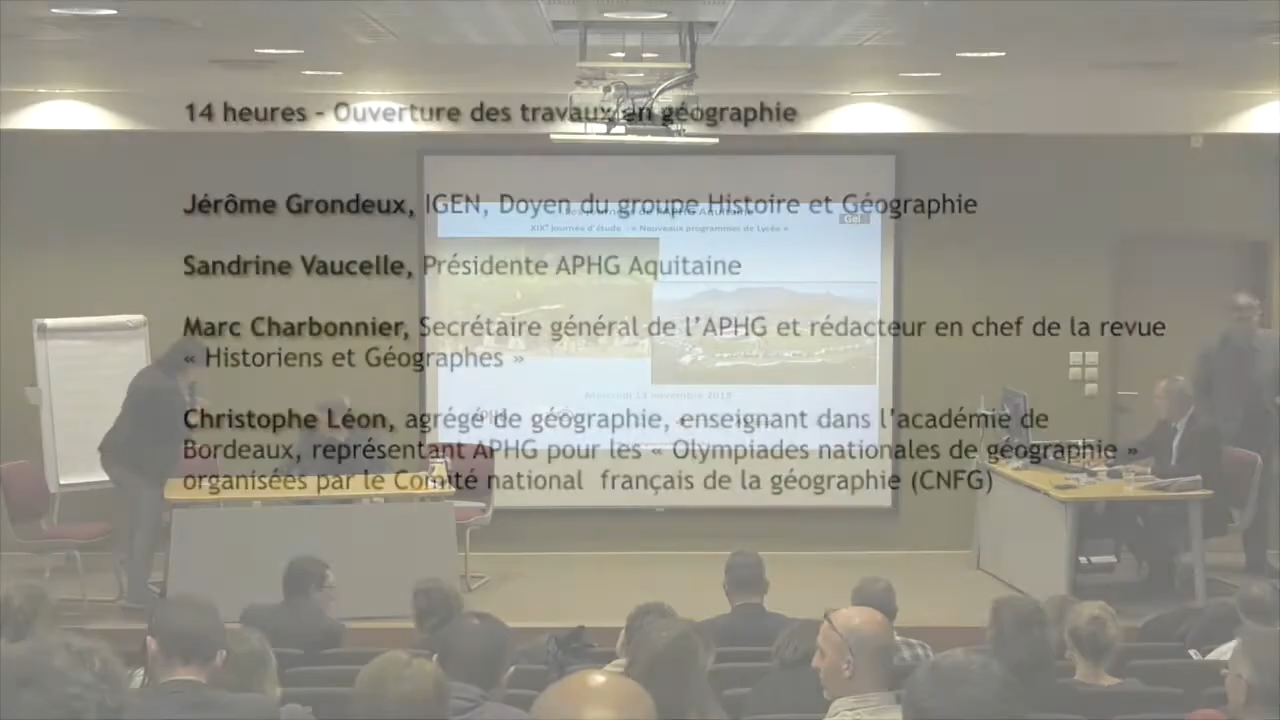 14 heures – Ouverture des travaux en géographie
Jérôme Grondeux, IGEN, Doyen du groupe Histoire et Géographie
XIXe journée d'étude : « Nouveaux programmes de Lycée »
Gel
Sandrine Vaucelle, Présidente APHG Aquitaine
Marc Charbonnier, Secrétaire général de l'APHG et rédacteur en chef de la revue
« Historiens et Géographes »
Mercredi 13 novembre 2019
Christophe Léon, agrégé de géographie, enseignant dans l'académie de
Bordeaux, représentant APHG pour les « Olympiades nationales de géographie »
organisées par le Comité national français de la géographie (CNFG)